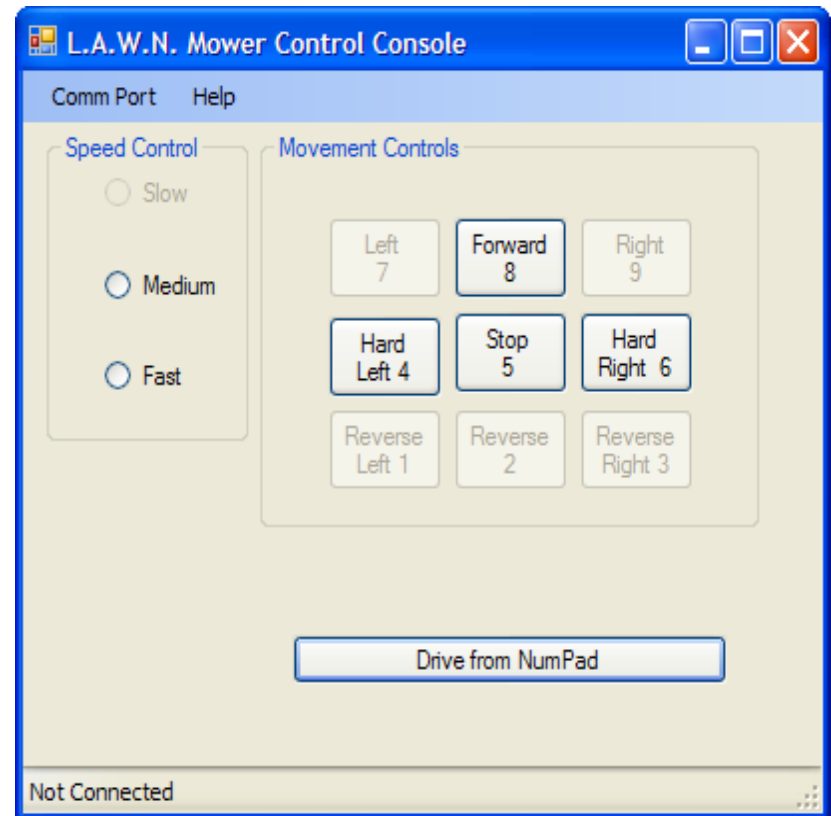 L.A.W.N. Mower Control Console
Comm Port Help
Speed Control
Slow
Medium
Fast
Movement Controls
Left
7
Forward
8
Right
9
Hard
Left 4
Stop
5
Hard
Right 6
Reverse
Left 1
Reverse
2
Reverse
Right 3
Drive from NumPad
Not Connected